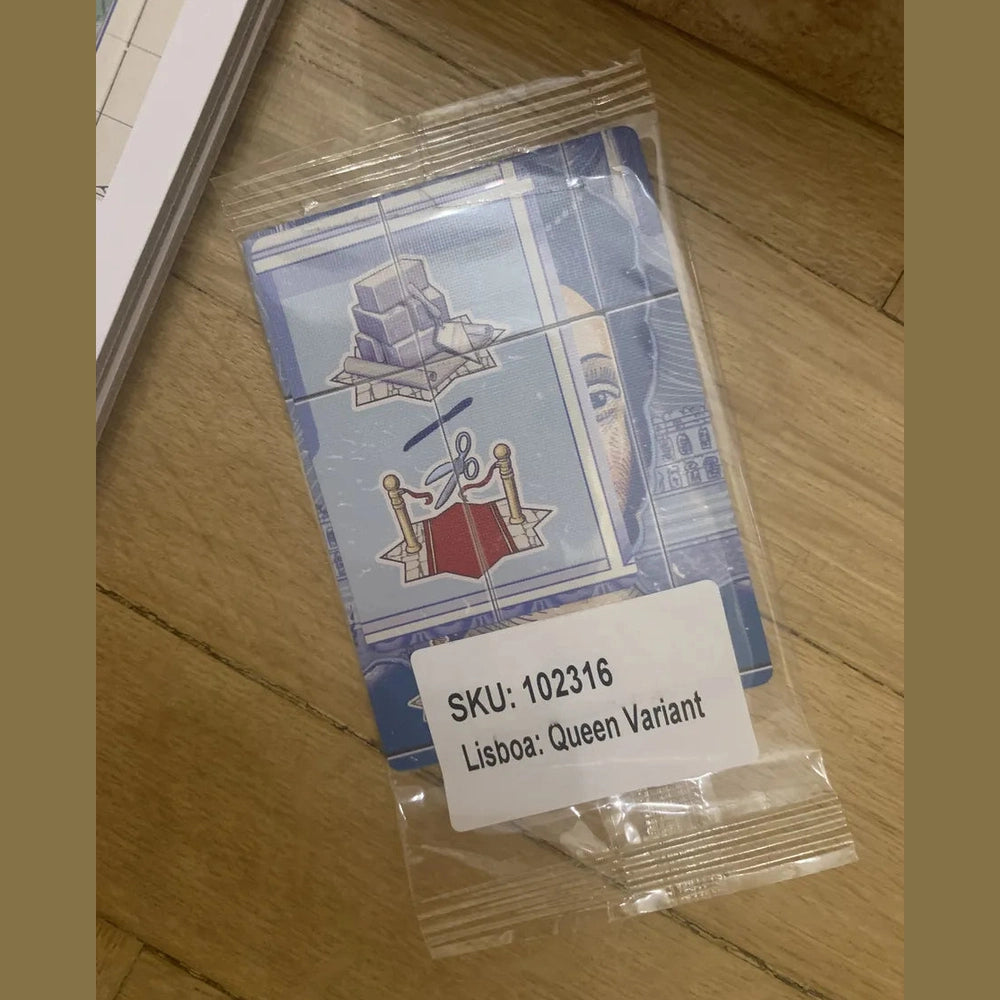 SKU: 102316
Lisboa: Queen Variant